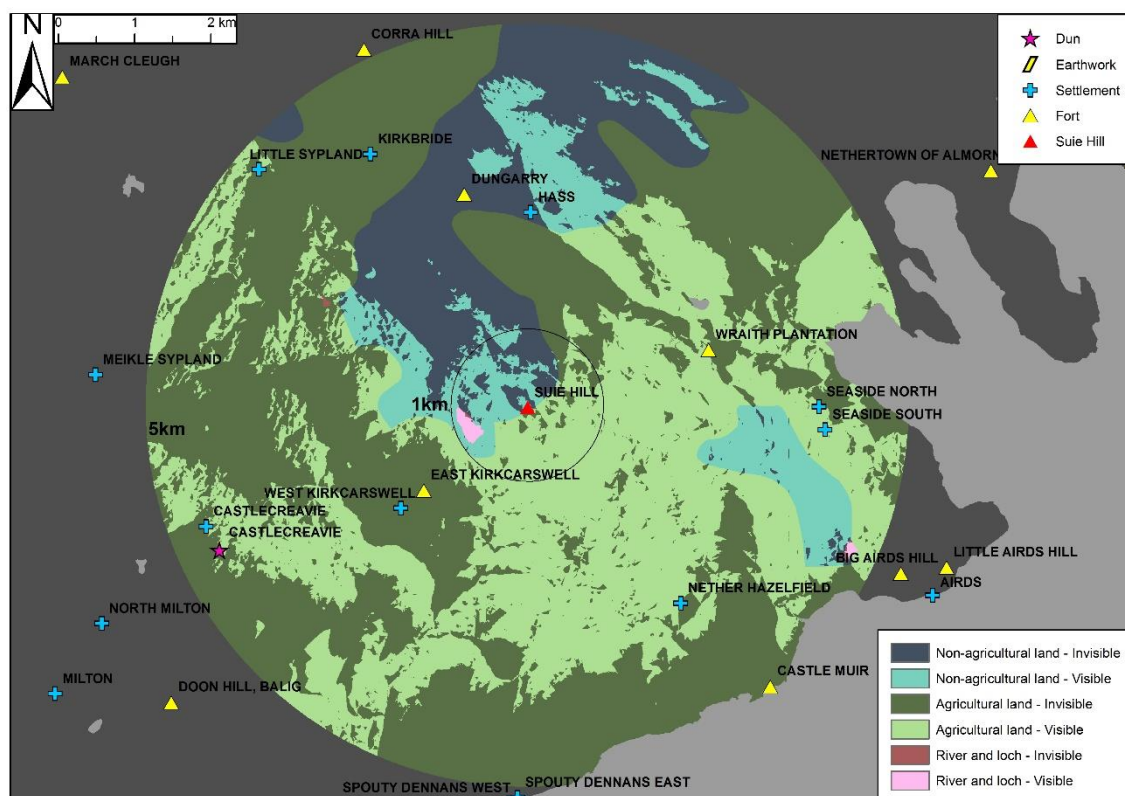 N
0 1 2 km
CORRA HILL
MARCH CLEUGH
Dun
Earthwork
Settlement
Fort
Suie Hill
KIRKBRIDE
LITTLE SYPLAND
NETHERTOWN OF ALMORN
DUNGARRY
HASS
WRAITH PLANTATION
MEIKLE SYPLAND
SUIE HILL
1km
SEASIDE NORTH
SEASIDE SOUTH
5km
EAST KIRKCARSWELL
WEST KIRKCARSWELL
CASTLECREAVIE
CASTLECREAVIE
BIG AIRDS HILL
LITTLE AIRDS HILL
AIRDS
NETHER HAZELFIELD
NORTH MILTON
MILTON
DOON HILL, BALIG
CASTLE MUIR
Non-agricultural land - Invisible
Non-agricultural land - Visible
Agricultural land - Invisible
Agricultural land - Visible
River and loch - Invisible
River and loch - Visible
SPOUTY DENNANS WEST
SPOUTY DENNANS EAST